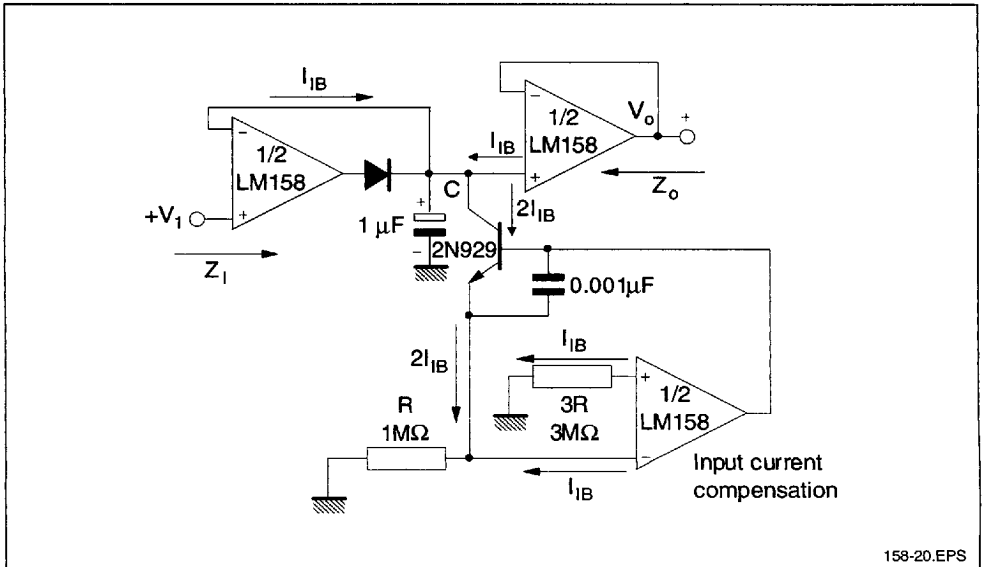 I_IB
−
1/2
LM158
+
+V₁
Z_I
+
1 µF
−
C
2N929
I_IB
2I_IB
−
1/2
LM158
+
V_o
+
Z_o
0.001µF
2I_IB
I_IB
3R
3MΩ
R
1MΩ
+
1/2
LM158
−
I_IB
Input current
compensation
158-20.EPS